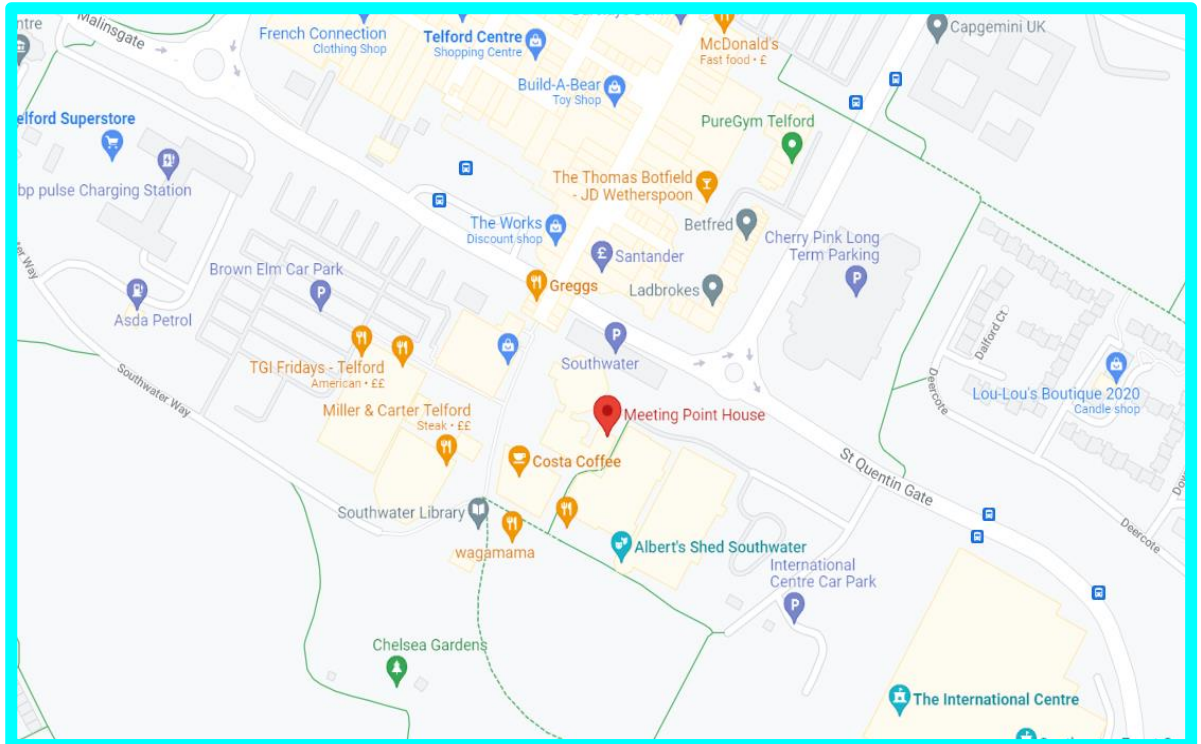 Malinsgate
French Connection
Clothing Shop
Telford Centre
Shopping Centre
McDonald's
Fast food • £
Capgemini UK
Build-A-Bear
Toy Shop
PureGym Telford
elford Superstore
bp pulse Charging Station
The Thomas Botfield
- JD Wetherspoon
The Works
Discount shop
Betfred
Cherry Pink Long
Term Parking
P
Santander
£
Brown Elm Car Park
P
Greggs
Ladbrokes
Asda Petrol
Southwater Way
TGI Fridays - Telford
American • ££
P
Southwater
Dalford Ct
Deercote
Lou-Lou's Boutique 2020
Candle shop
Miller & Carter Telford
Steak • ££
Meeting Point House
Costa Coffee
St Quentin Gate
Southwater Library
wagamama
Albert's Shed Southwater
International
Centre Car Park
P
Deercote
Chelsea Gardens
The International Centre